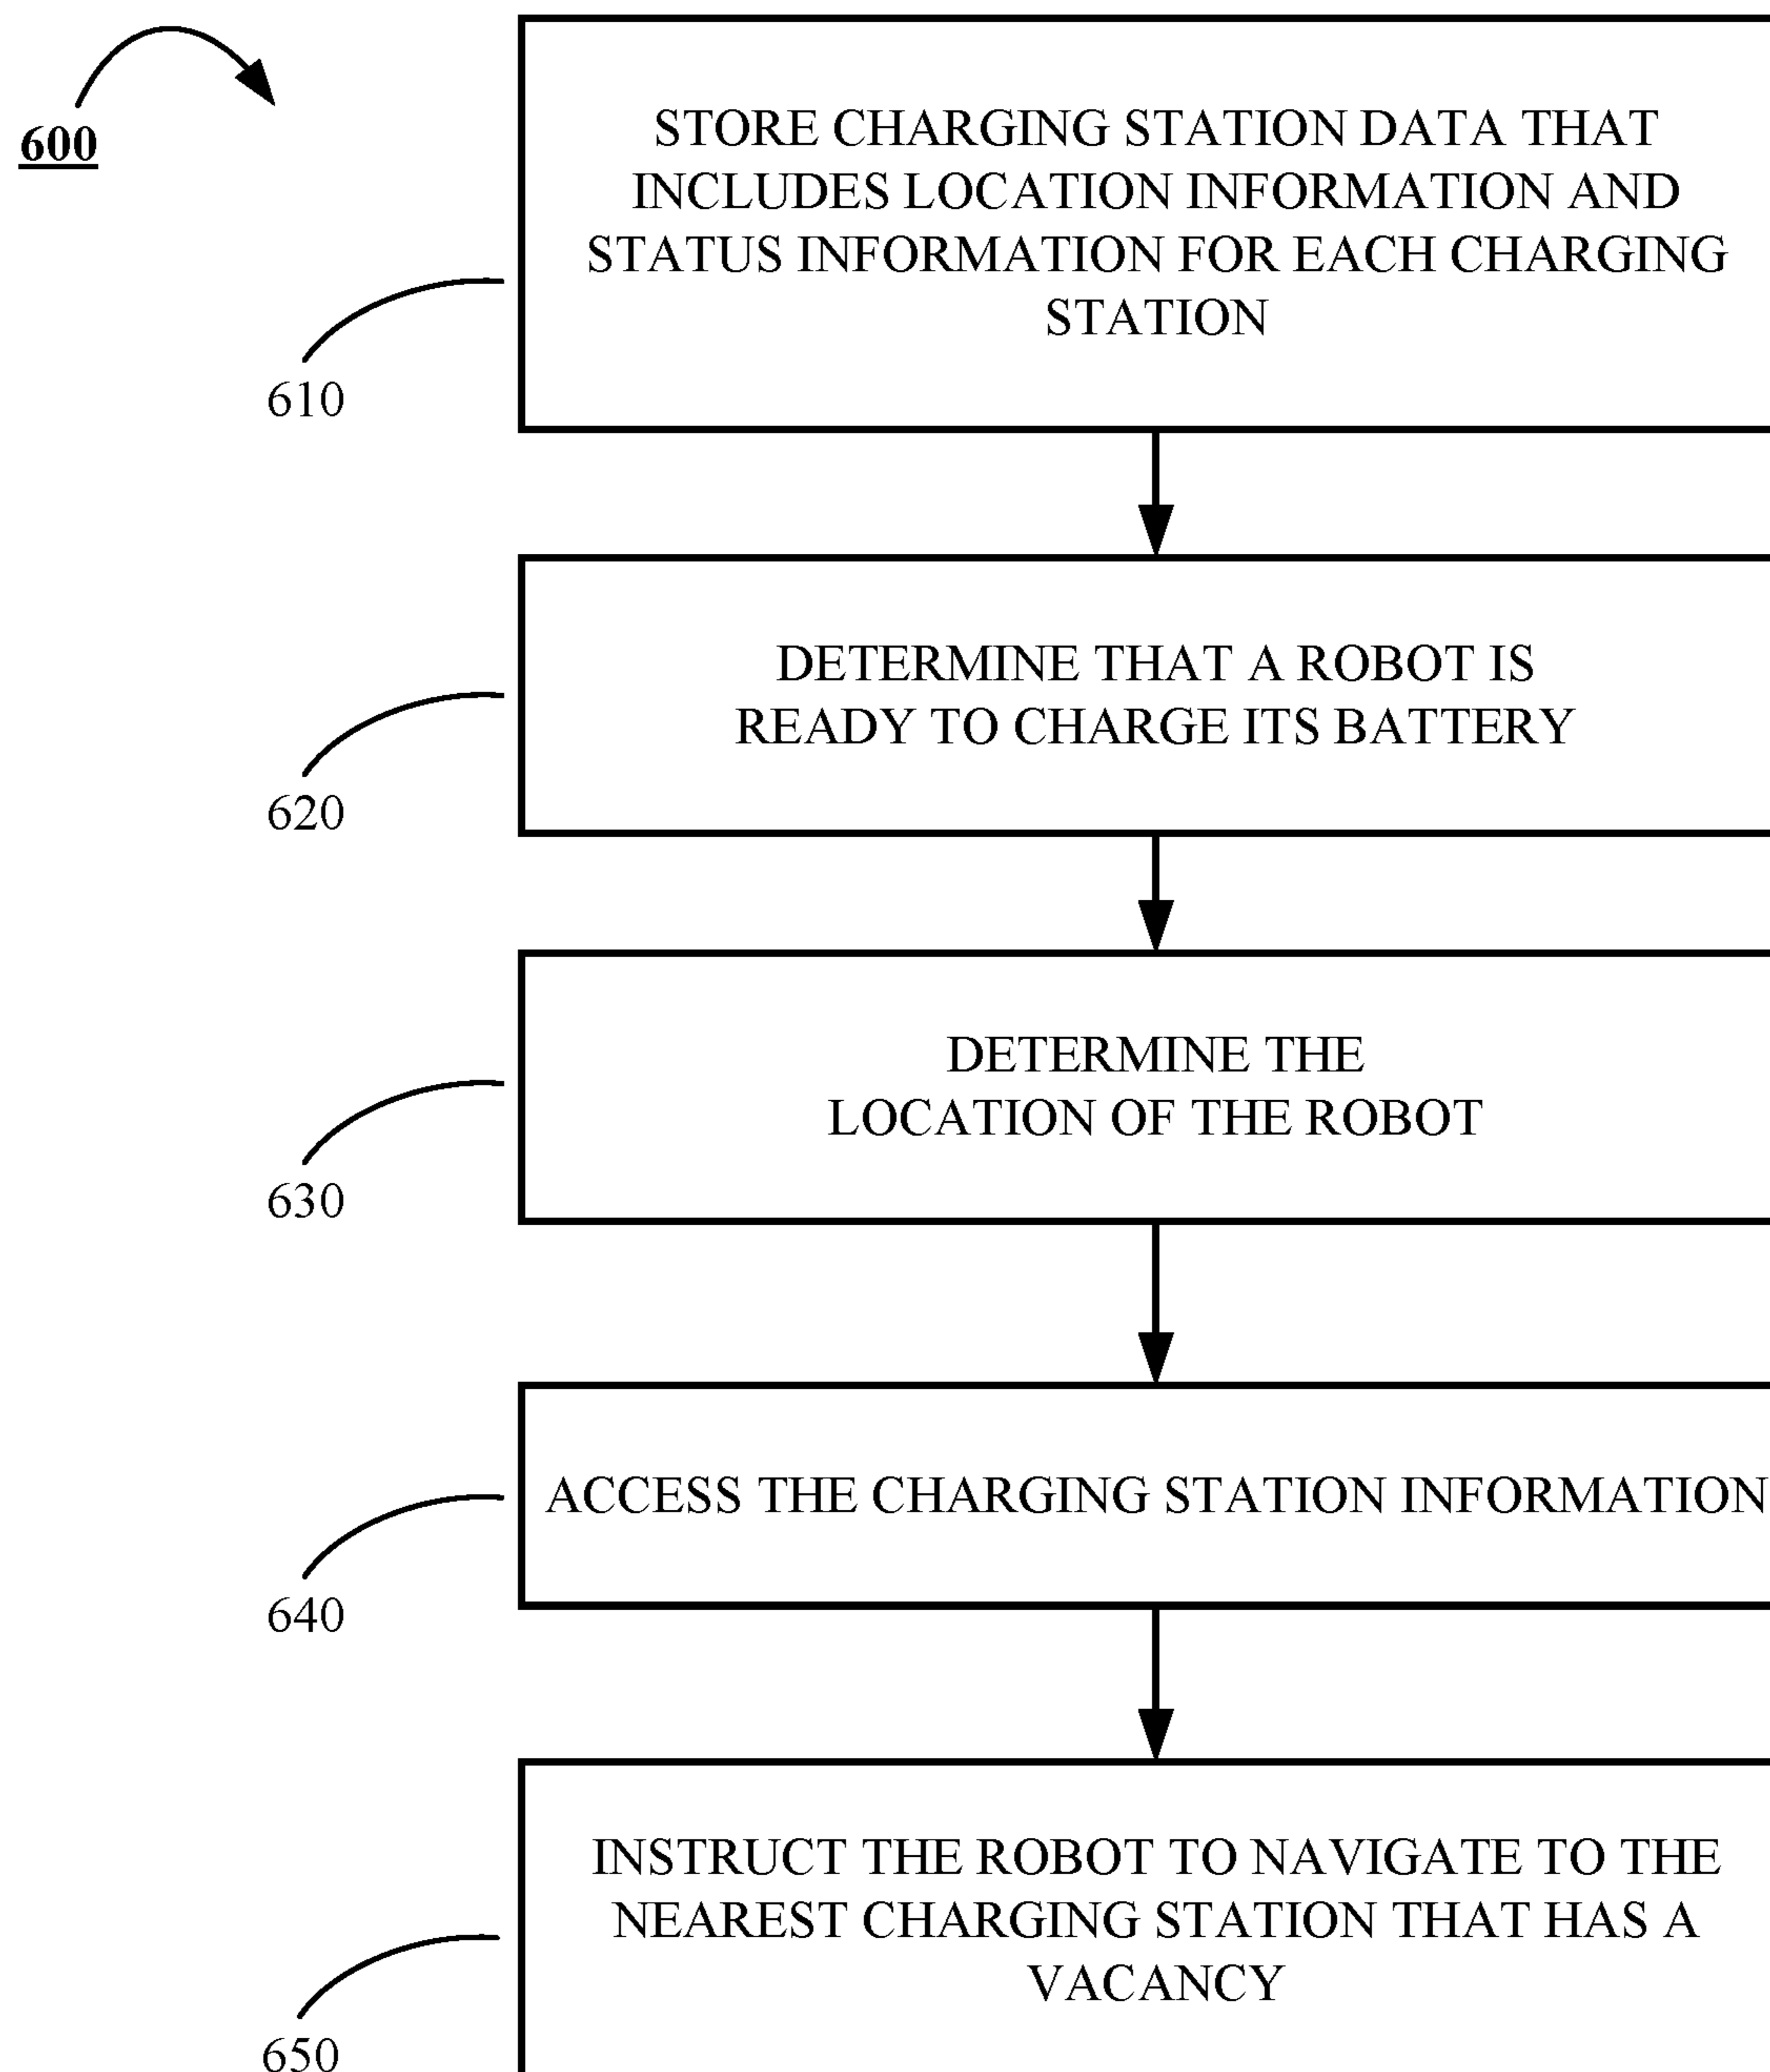 600
STORE CHARGING STATION DATA THAT
INCLUDES LOCATION INFORMATION AND
STATUS INFORMATION FOR EACH CHARGING
STATION
610
DETERMINE THAT A ROBOT IS
READY TO CHARGE ITS BATTERY
620
DETERMINE THE
LOCATION OF THE ROBOT
630
ACCESS THE CHARGING STATION INFORMATION
640
INSTRUCT THE ROBOT TO NAVIGATE TO THE
NEAREST CHARGING STATION THAT HAS A
VACANCY
650